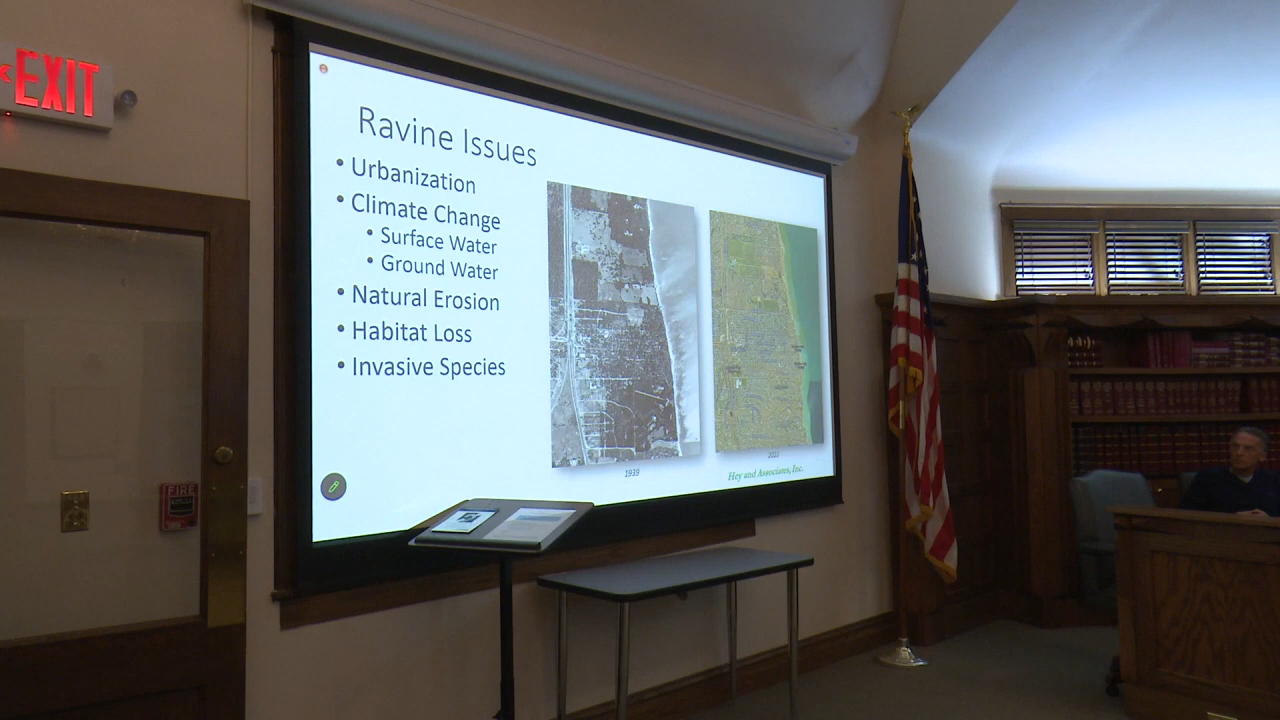 EXIT
Ravine Issues
• Urbanization
• Climate Change
• Surface Water
• Ground Water
• Natural Erosion
• Habitat Loss
• Invasive Species
1939
Hey and Associates, Inc.
FIRE